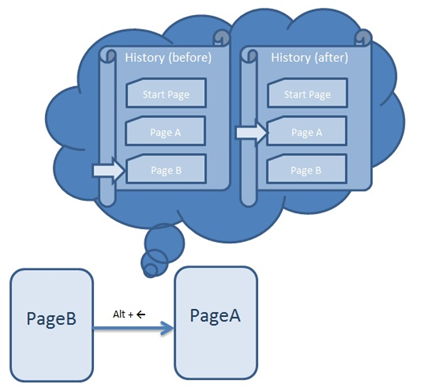 History (before)
Start Page
Page A
Page B
History (after)
Start Page
Page A
Page B
PageB
Alt + ←
PageA